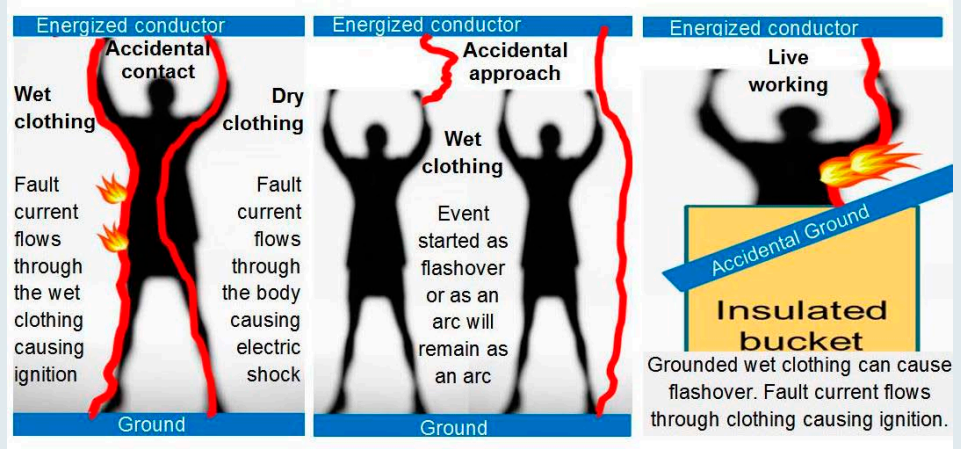 Energized conductor
Accidental
contact
Wet
clothing
Dry
clothing
Fault
current
flows
through
the wet
clothing
causing
ignition
Fault
current
flows
through
the body
causing
electric
shock
Ground
Energized conductor
Accidental
approach
Wet
clothing
Event
started as
flashover
or as an
arc will
remain as
an arc
Ground
Energized conductor
Live
working
Accidental Ground
Insulated
bucket
Grounded wet clothing can cause
flashover. Fault current flows
through clothing causing ignition.